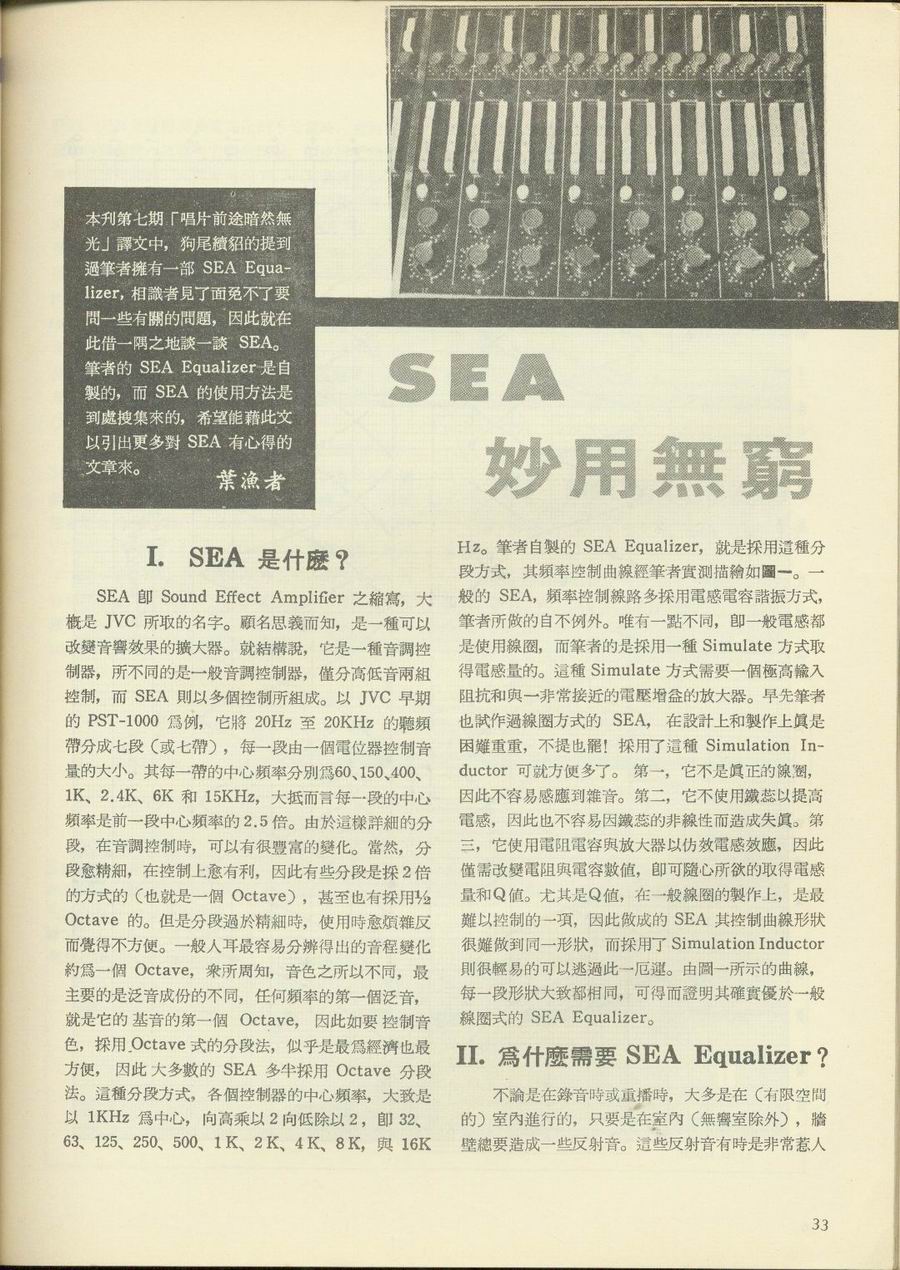 本刋第七期「唱片前途暗然無
光」譯文中，狗尾續貂的提到
過筆者擁有一部 SEA Equa-
lizer，相識者見了面免不了要
問一些有關的問題，因此就在
此借一隅之地談一談 SEA。
筆者的 SEA Equalizer 是自
製的，而 SEA 的使用方法是
到處搜集來的，希望能藉此文
以引出更多對 SEA 有心得的
文章來。
葉漁者
SEA
妙用無窮
I. SEA 是什麼？
SEA 卽 Sound Effect Amplifier 之縮寫，大
槪是 JVC 所取的名字。顧名思義而知，是一種可以
改變音響效果的擴大器。就結構說，它是一種音調控
制器，所不同的是一般音調控制器，僅分高低音兩組
控制，而 SEA 則以多個控制所組成。以 JVC 早期
的 PST-1000 爲例，它將 20Hz 至 20KHz 的聽頻
帶分成七段（或七帶），每一段由一個電位器控制音
量的大小。其每一帶的中心頻率分別爲60、150、400、
1K、2.4K、6K 和 15KHz，大抵而言每一段的中心
頻率是前一段中心頻率的 2.5 倍。由於這樣詳細的分
段，在音調控制時，可以有很豐富的變化。當然，分
段愈精細，在控制上愈有利，因此有些分段是採 2 倍
的方式的（也就是一個 Octave），甚至也有採用½
Octave 的。但是分段過於精細時，使用時愈煩雜反
而覺得不方便。一般人耳最容易分辨得出的音程變化
約爲一個 Octave，衆所周知，音色之所以不同，最
主要的是泛音成份的不同，任何頻率的第一個泛音，
就是它的基音的第一個 Octave，因此如要控制音
色，採用 Octave 式的分段法，似乎是最爲經濟也最
方便，因此大多數的 SEA 多半採用 Octave 分段
法。這種分段方式，各個控制器的中心頻率，大致是
以 1KHz 爲中心，向高乘以 2 向低除以 2，卽 32、
63、125、250、500、1K、2K、4K、8K，與 16K
Hz。筆者自製的 SEA Equalizer，就是採用這種分
段方式，其頻率控制曲線經筆者實測描繪如圖一。一
般的 SEA，頻率控制線路多採用電感電容諧振方式，
筆者所做的自不例外。唯有一點不同，卽一般電感都
是使用線圈，而筆者的是採用一種 Simulate 方式取
得電感量的。這種 Simulate 方式需要一個極高輸入
阻抗和與一非常接近的電壓增益的放大器。早先筆者
也試作過線圈方式的 SEA，在設計上和製作上眞是
困難重重，不提也罷！採用了這種 Simulation In-
ductor 可就方便多了。第一，它不是眞正的線圈，
因此不容易感應到雜音。第二，它不使用鐵蕊以提高
電感，因此也不容易因鐵蕊的非線性而造成失眞。第
三，它使用電阻電容與放大器以仿效電感效應，因此
僅需改變電阻與電容數値，卽可隨心所欲的取得電感
量和Q値。尤其是Q値，在一般線圈的製作上，是最
難以控制的一項，因此做成的 SEA 其控制曲線形狀
很難做到同一形狀，而採用了 Simulation Inductor
則很輕易的可以逃過此一厄運。由圖一所示的曲線，
每一段形狀大致都相同，可得而證明其確實優於一般
線圈式的 SEA Equalizer。
II. 爲什麼需要 SEA Equalizer？
不論是在錄音時或重播時，大多是在（有限空間
的）室內進行的，只要是在室內（無響室除外），牆
壁總要造成一些反射音。這些反射音有時是非常惹人
33